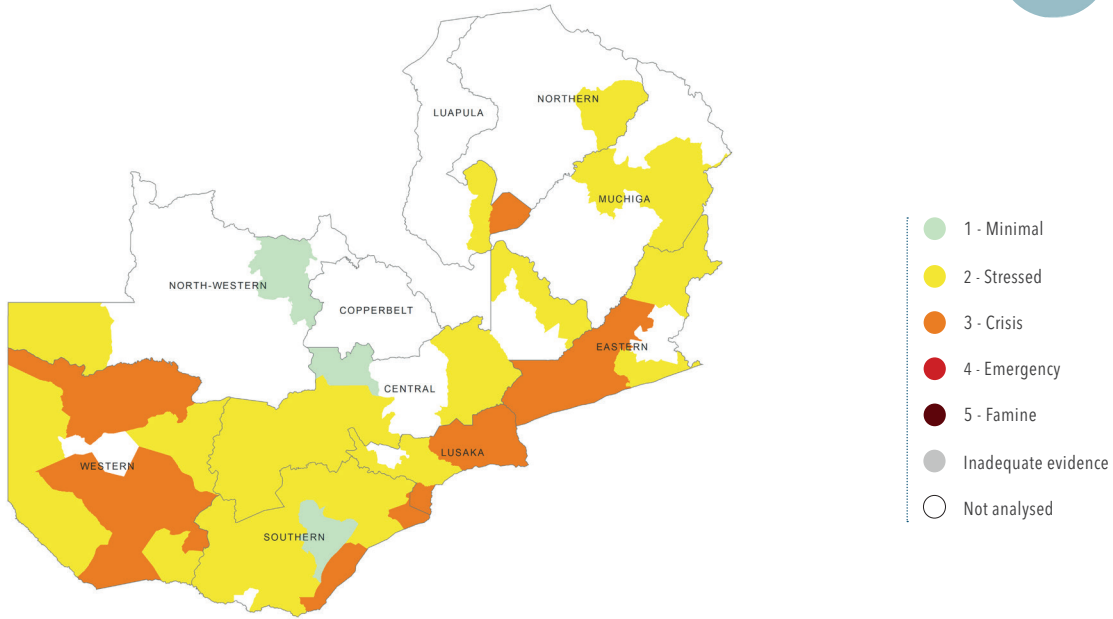 NORTHERN
LUAPULA
MUCHIGA
NORTH-WESTERN
COPPERBELT
EASTERN
CENTRAL
LUSAKA
WESTERN
SOUTHERN
1 - Minimal
2 - Stressed
3 - Crisis
4 - Emergency
5 - Famine
Inadequate evidence
Not analysed